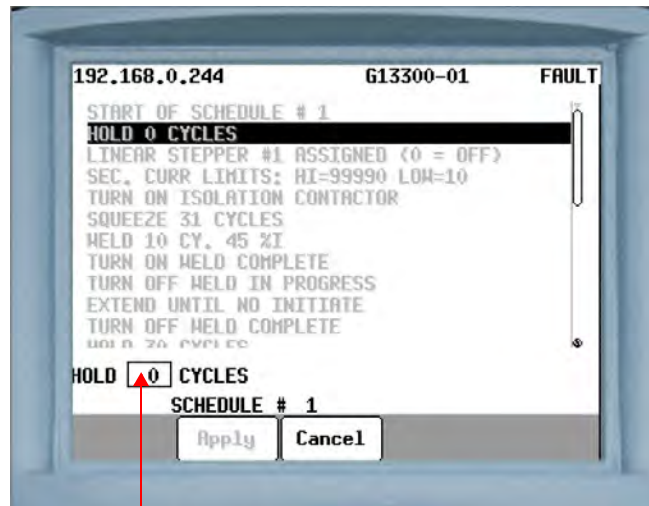 192.168.0.244 G13300-01 FAULT
START OF SCHEDULE # 1
HOLD 0 CYCLES
LINEAR STEPPER #1 ASSIGNED (0 = OFF)
SEC. CURR LIMITS: HI=99990 LOW=10
TURN ON ISOLATION CONTACTOR
SQUEEZE 31 CYCLES
WELD 10 CY. 45 %I
TURN ON WELD COMPLETE
TURN OFF WELD IN PROGRESS
EXTEND UNTIL NO INITIATE
TURN OFF WELD COMPLETE
HOLD 70 CYCLES
HOLD 0 CYCLES
SCHEDULE # 1
Apply Cancel